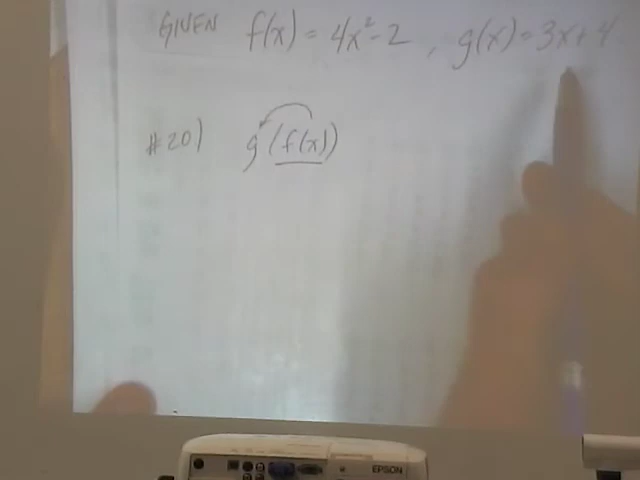 GIVEN f(x) = 4x²-2 , g(x) = 3x+4
#20) g(f(x))
EPSON